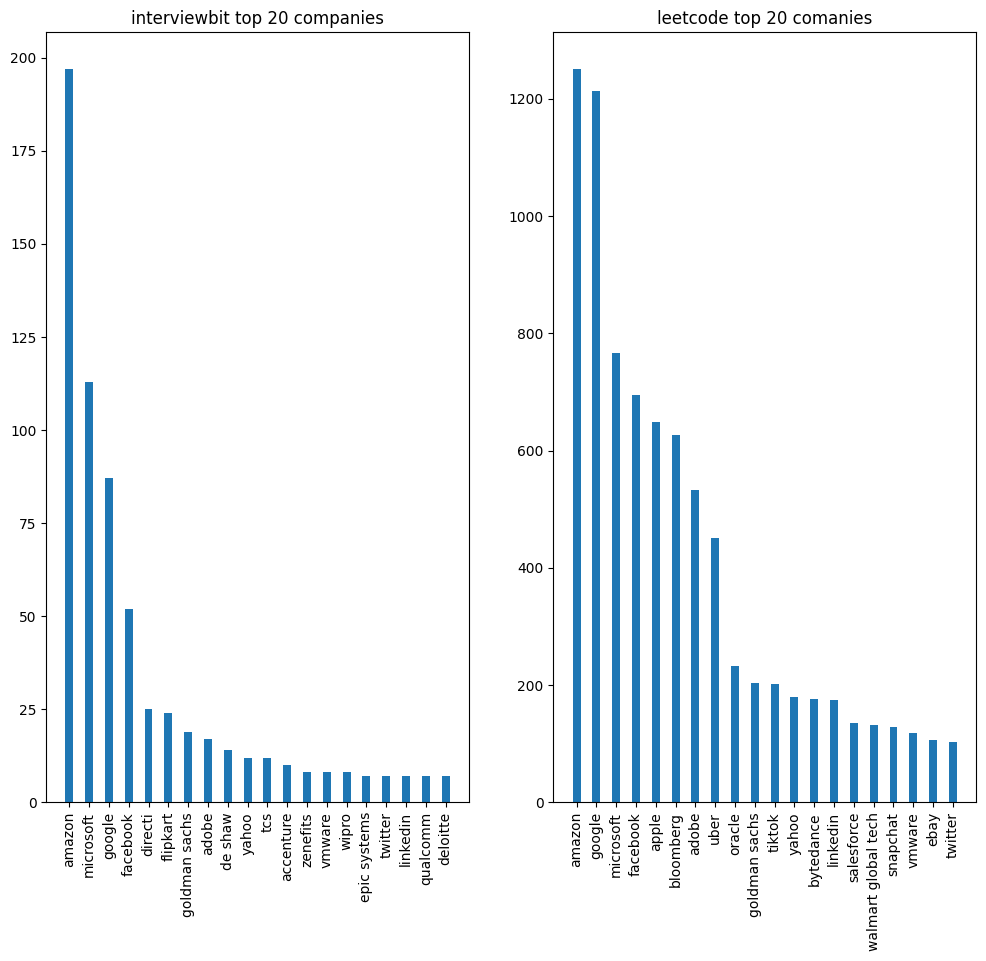 interviewbit top 20 companies
200
175
150
125
100
75
50
25
0
amazon
microsoft
google
facebook
directi
flipkart
goldman sachs
adobe
de shaw
yahoo
tcs
accenture
zenefits
vmware
wipro
epic systems
twitter
linkedin
qualcomm
deloitte
leetcode top 20 comanies
1200
1000
800
600
400
200
0
amazon
google
microsoft
facebook
apple
bloomberg
adobe
uber
oracle
goldman sachs
tiktok
yahoo
bytedance
linkedin
salesforce
walmart global tech
snapchat
vmware
ebay
twitter